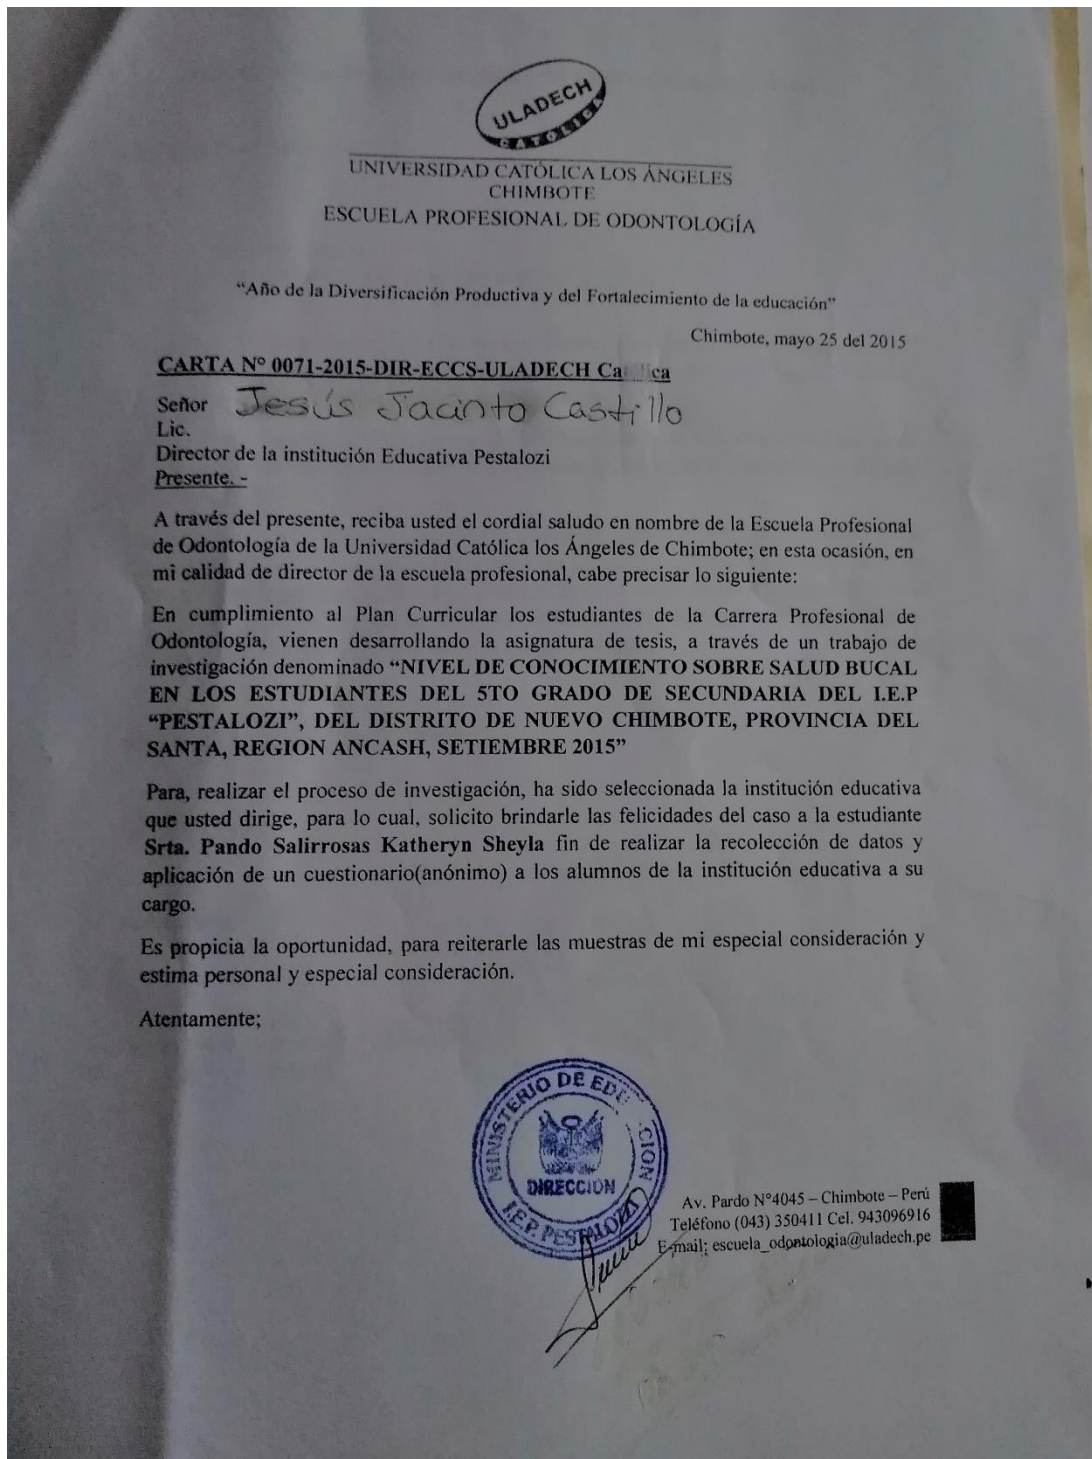 ULADECH
CATOLICA
UNIVERSIDAD CATÓLICA LOS ÁNGELES
CHIMBOTE
ESCUELA PROFESIONAL DE ODONTOLOGÍA
“Año de la Diversificación Productiva y del Fortalecimiento de la educación”
Chimbote, mayo 25 del 2015
CARTA Nº 0071-2015-DIR-ECCS-ULADECH Ca ica
Señor Jesús Jacinto Castillo
Lic.
Director de la institución Educativa Pestalozi
Presente. -
A través del presente, reciba usted el cordial saludo en nombre de la Escuela Profesional
de Odontología de la Universidad Católica los Ángeles de Chimbote; en esta ocasión, en
mi calidad de director de la escuela profesional, cabe precisar lo siguiente:
En cumplimiento al Plan Curricular los estudiantes de la Carrera Profesional de
Odontología, vienen desarrollando la asignatura de tesis, a través de un trabajo de
investigación denominado “NIVEL DE CONOCIMIENTO SOBRE SALUD BUCAL
EN LOS ESTUDIANTES DEL 5TO GRADO DE SECUNDARIA DEL I.E.P
“PESTALOZI”, DEL DISTRITO DE NUEVO CHIMBOTE, PROVINCIA DEL
SANTA, REGION ANCASH, SETIEMBRE 2015”
Para, realizar el proceso de investigación, ha sido seleccionada la institución educativa
que usted dirige, para lo cual, solicito brindarle las felicidades del caso a la estudiante
Srta. Pando Salirrosas Katheryn Sheyla fin de realizar la recolección de datos y
aplicación de un cuestionario(anónimo) a los alumnos de la institución educativa a su
cargo.
Es propicia la oportunidad, para reiterarle las muestras de mi especial consideración y
estima personal y especial consideración.
Atentamente;
MINISTERIO DE EDU CION
DIRECCION
I.E.P. PESTALOZZI
Av. Pardo N°4045 – Chimbote – Perú
Teléfono (043) 350411 Cel. 943096916
E-mail: escuela_odontologia@uladech.pe